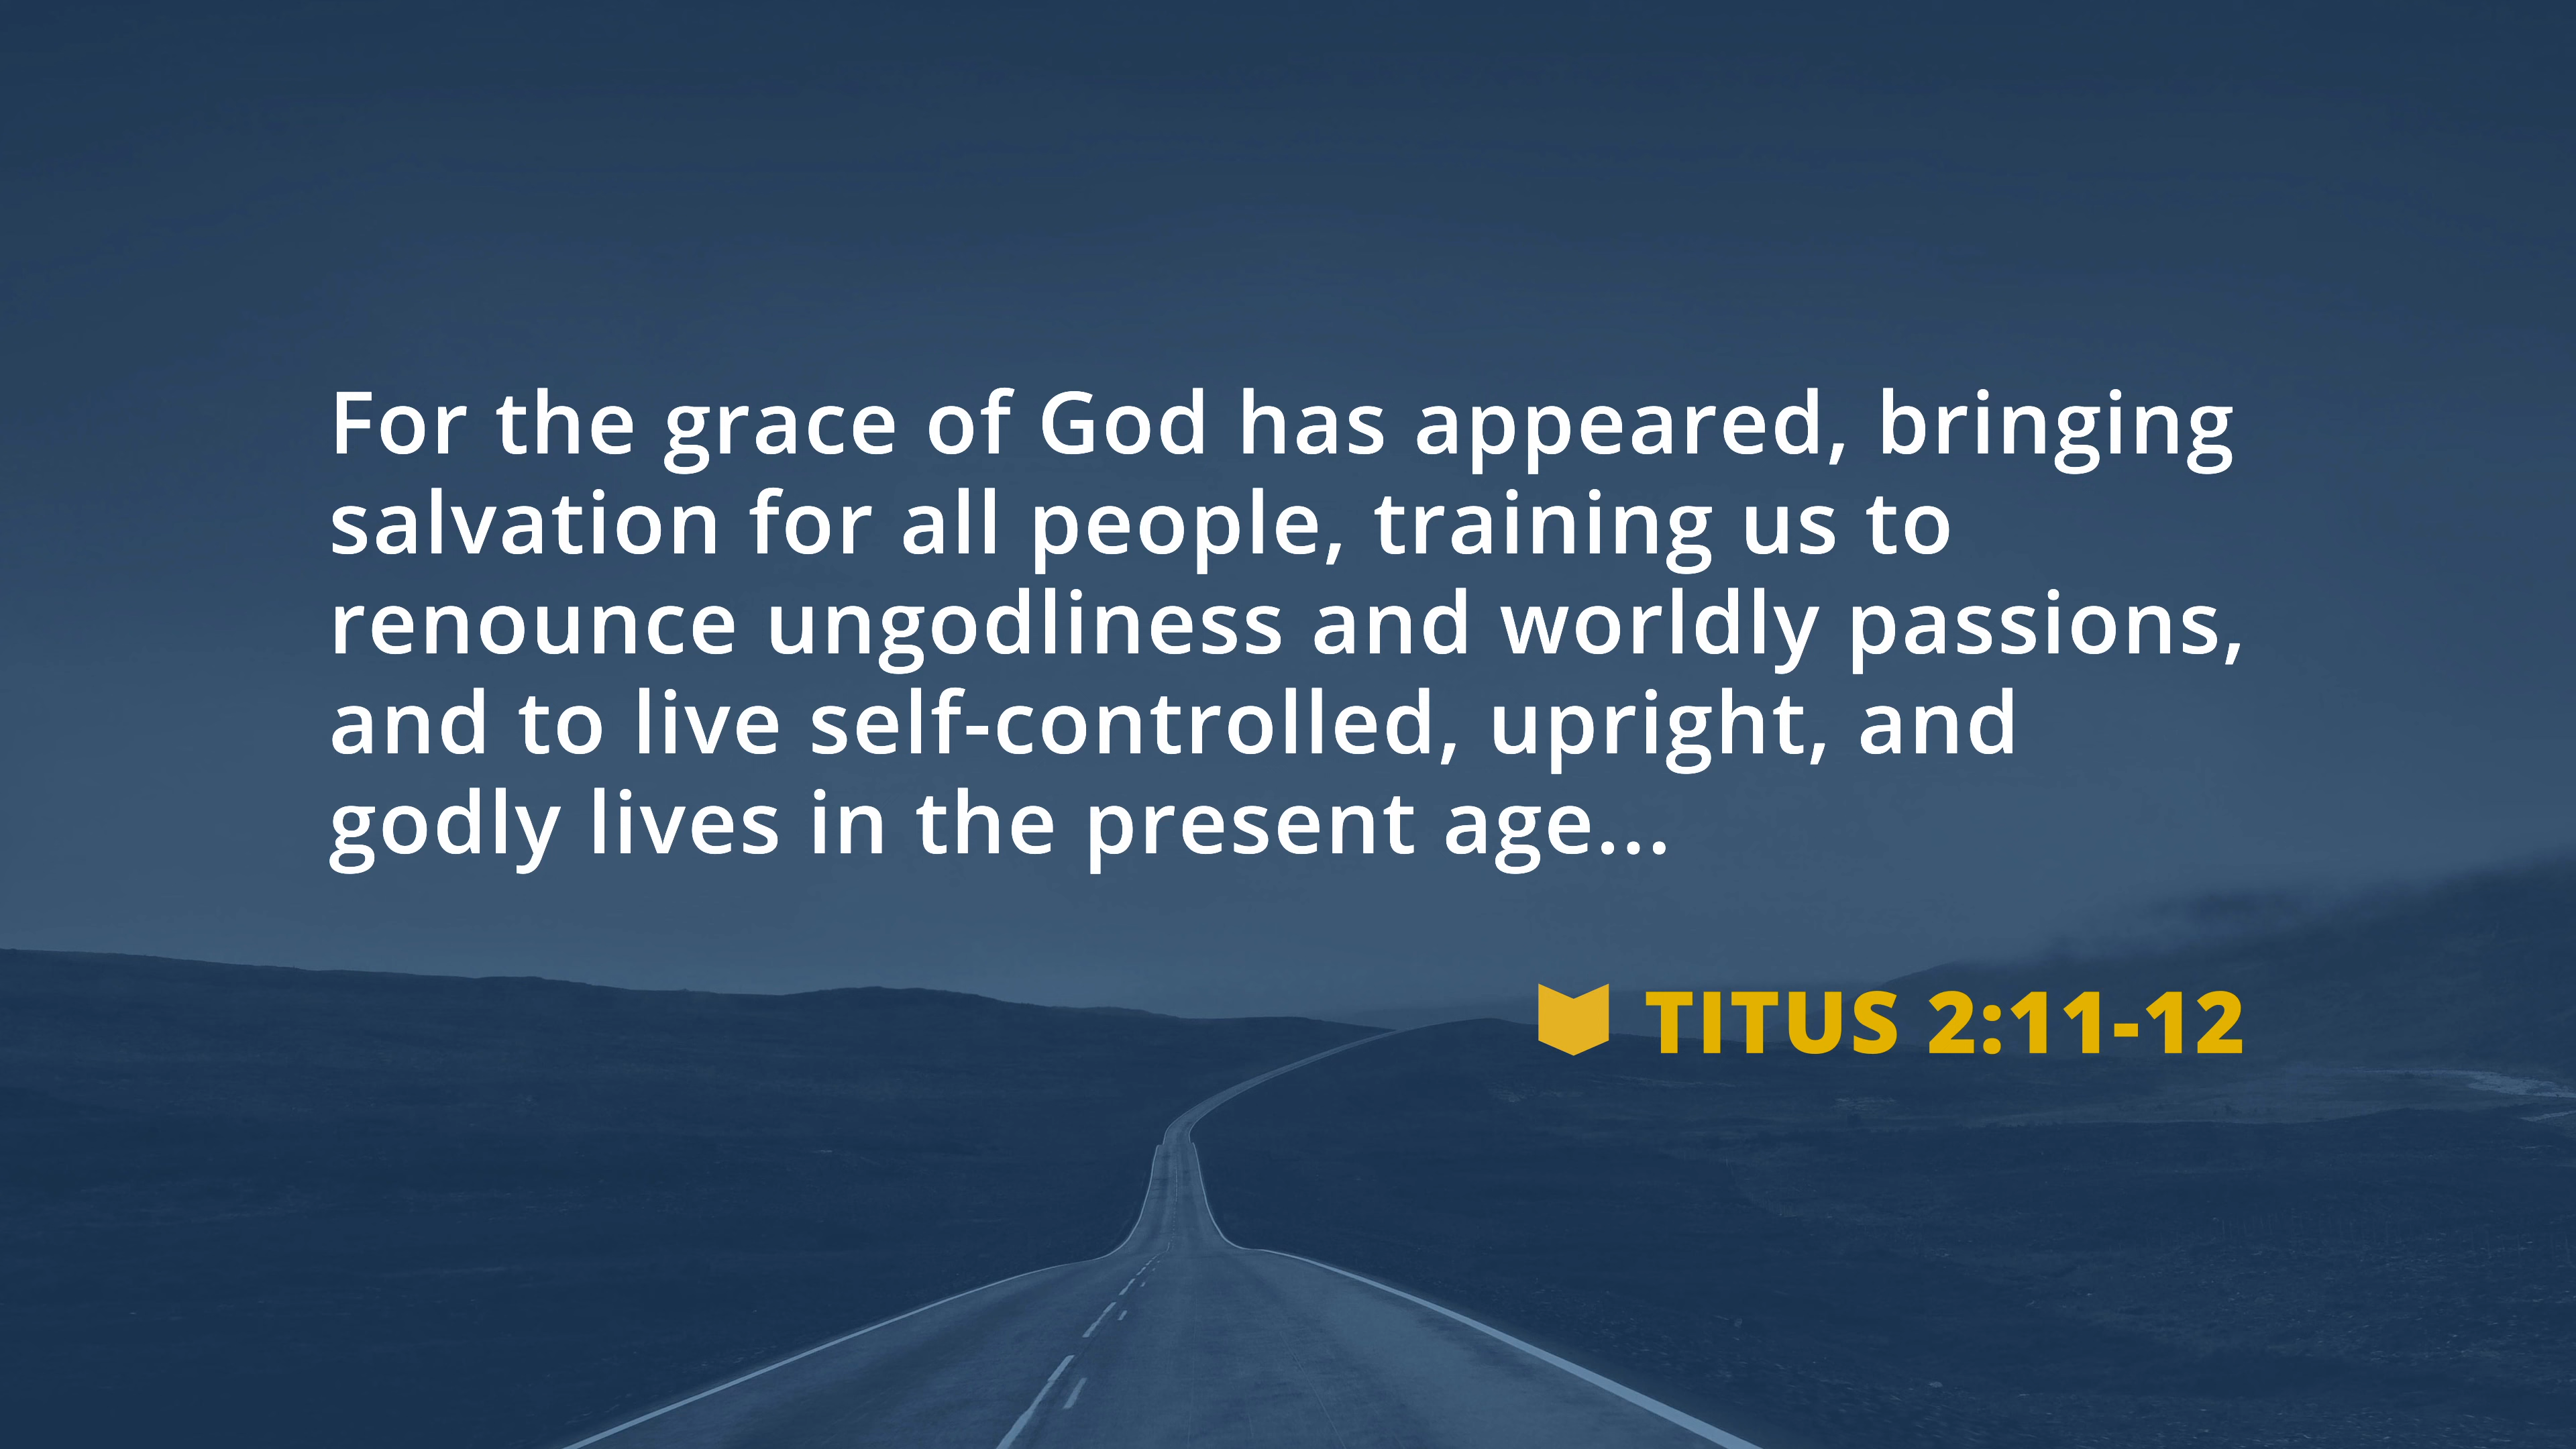 For the grace of God has appeared, bringing
salvation for all people, training us to
renounce ungodliness and worldly passions,
and to live self-controlled, upright, and
godly lives in the present age...
TITUS 2:11-12